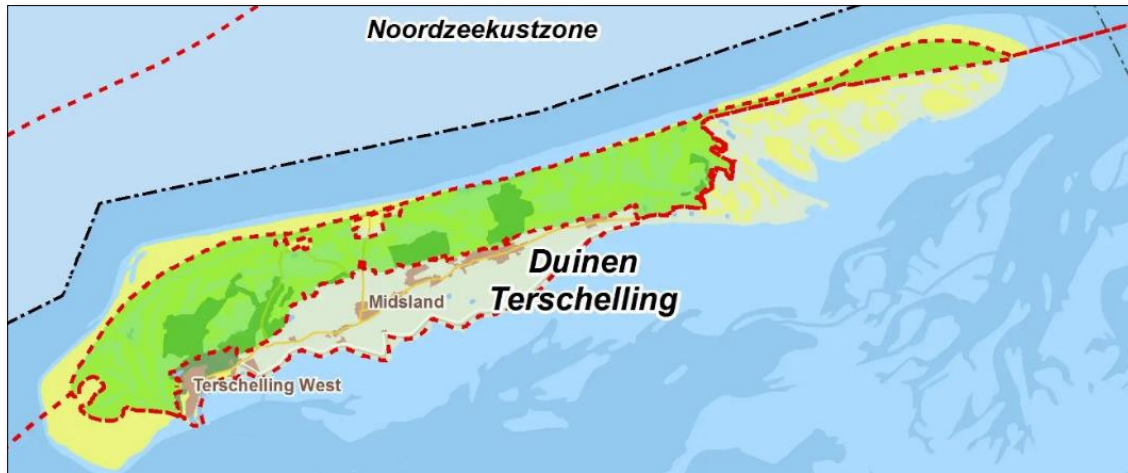 Noordzeekustzone
Duinen
Terschelling
Midsland
Terschelling West